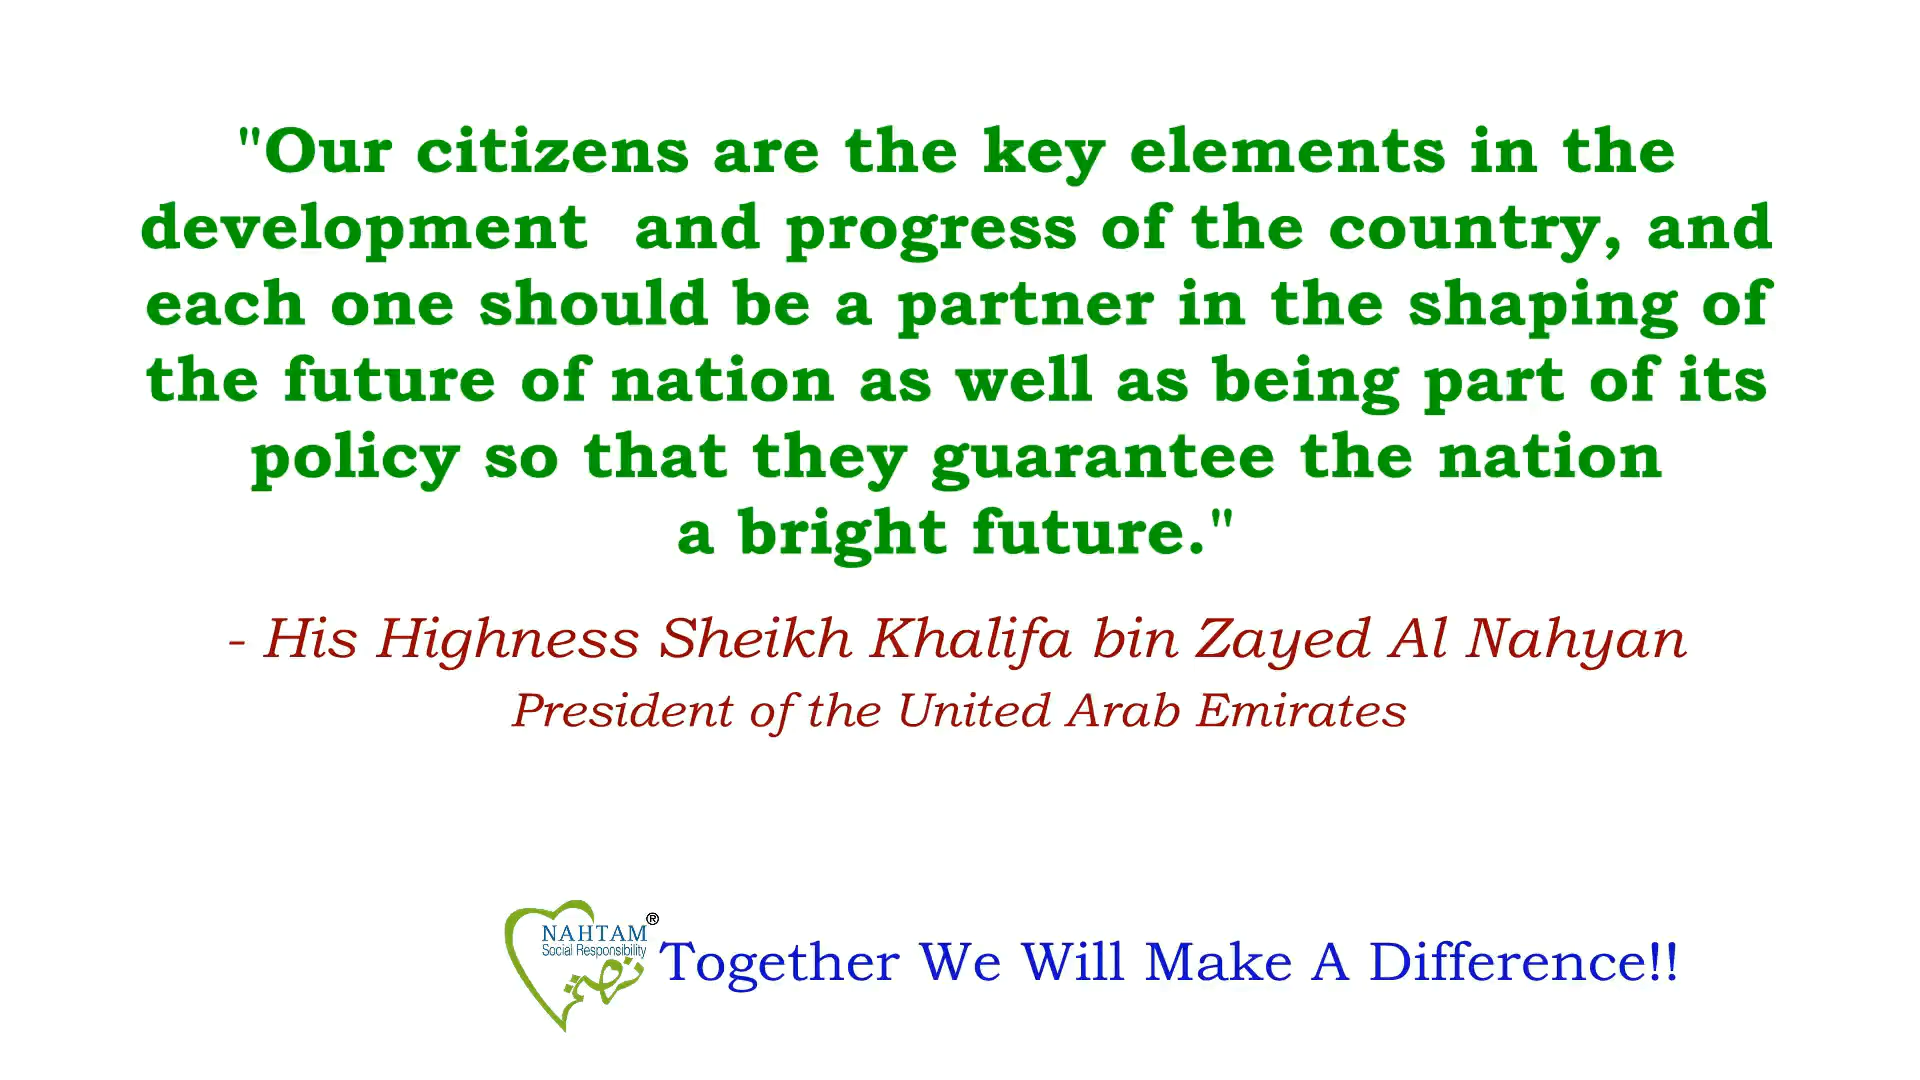 "Our citizens are the key elements in the
development  and progress of the country, and
each one should be a partner in the shaping of
the future of nation as well as being part of its
policy so that they guarantee the nation
a bright future."
- His Highness Sheikh Khalifa bin Zayed Al Nahyan
President of the United Arab Emirates
NAHTAM®
Social Responsibility
نهتم
Together We Will Make A Difference!!